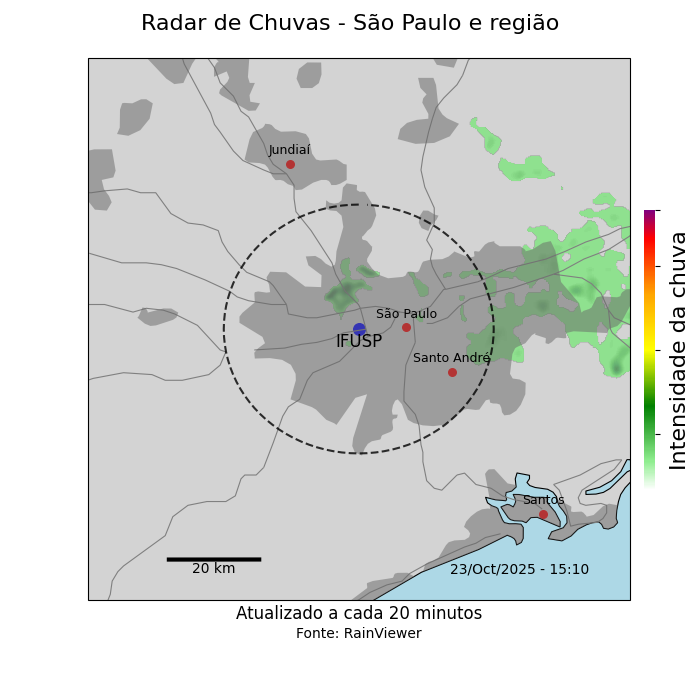 Radar de Chuvas - São Paulo e região
Jundiaí
São Paulo
IFUSP
Santo André
Intensidade da chuva
Santos
20 km
23/Oct/2025 - 15:10
Atualizado a cada 20 minutos
Fonte: RainViewer